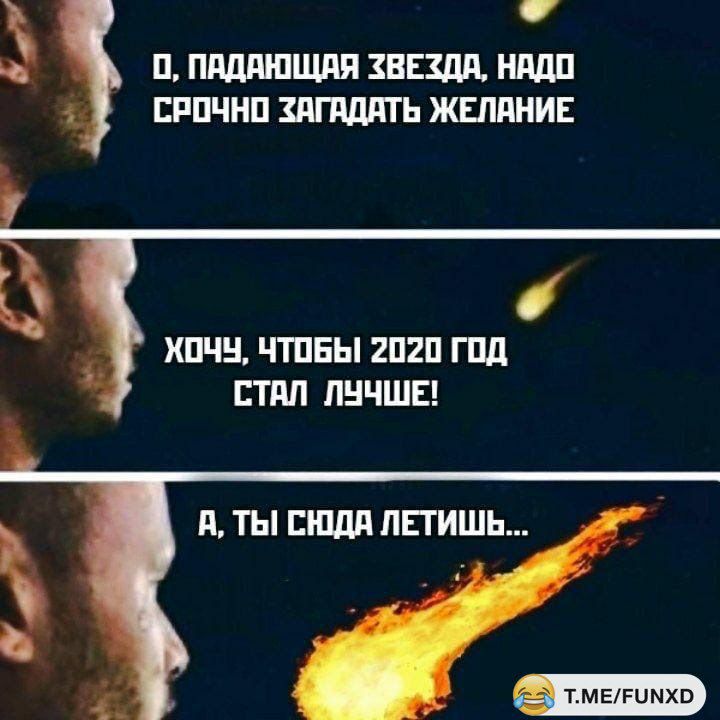 О, ПАДАЮЩАЯ ЗВЕЗДА, НАДО
СРОЧНО ЗАГАДАТЬ ЖЕЛАНИЕ
ХОЧУ, ЧТОБЫ 2020 ГОД
СТАЛ ЛУЧШЕ!
А, ТЫ СЮДА ЛЕТИШЬ...
T.ME/FUNXD